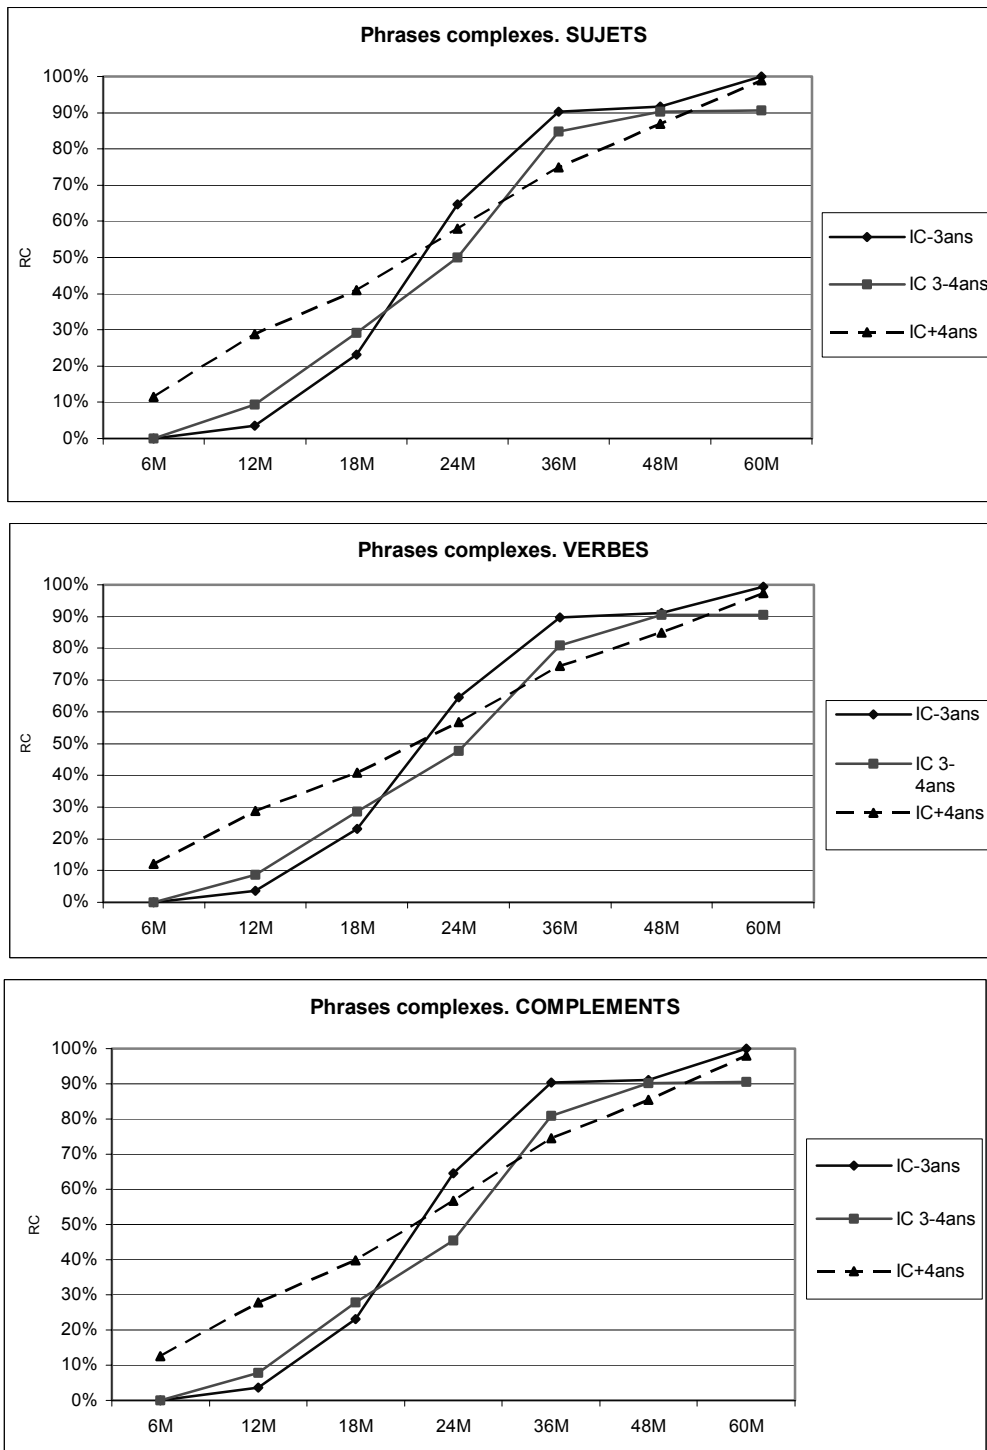 Phrases complexes. SUJETS
100%
90%
80%
70%
60%
50%
40%
30%
20%
10%
0%
RC
6M 12M 18M 24M 36M 48M 60M
IC-3ans
IC 3-4ans
IC+4ans
Phrases complexes. VERBES
100%
90%
80%
70%
60%
50%
40%
30%
20%
10%
0%
RC
6M 12M 18M 24M 36M 48M 60M
IC-3ans
IC 3-
4ans
IC+4ans
Phrases complexes. COMPLEMENTS
100%
90%
80%
70%
60%
50%
40%
30%
20%
10%
0%
RC
6M 12M 18M 24M 36M 48M 60M
IC-3ans
IC 3-4ans
IC+4ans